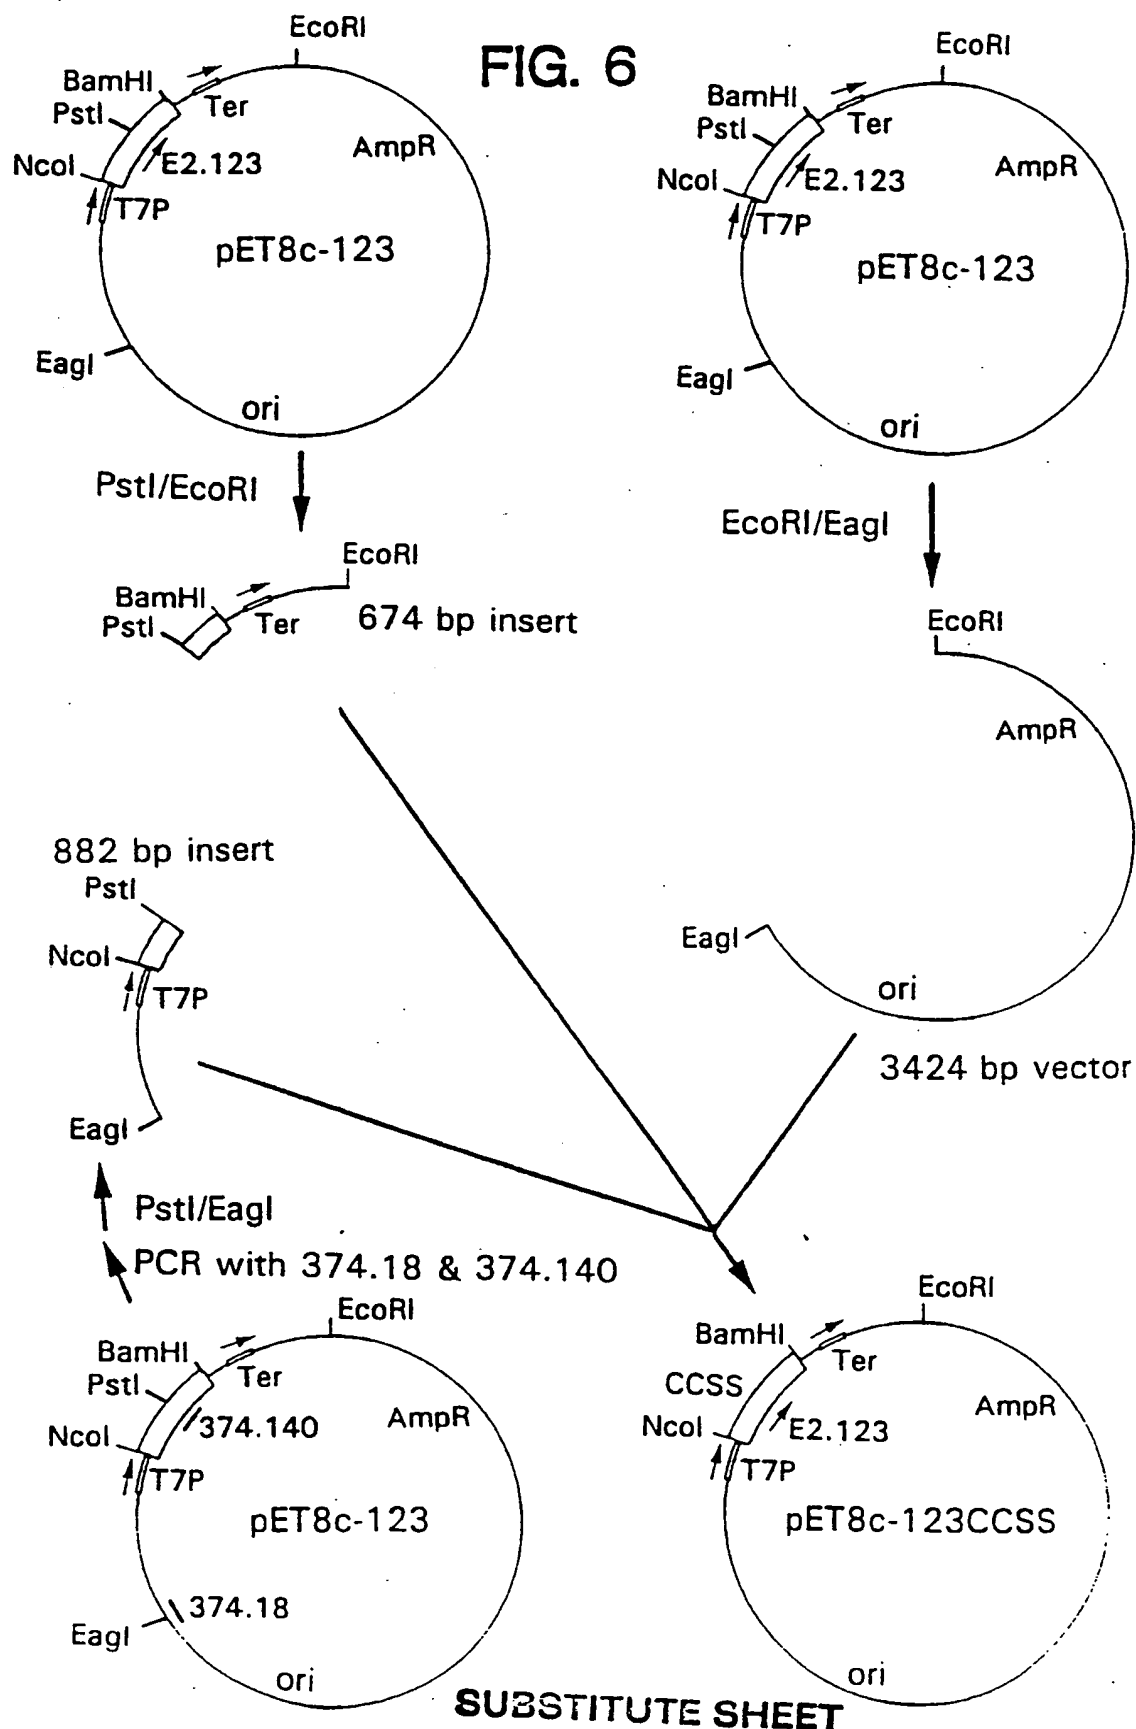 FIG. 6
EcoRI
BamHI
PstI
NcoI
Ter
AmpR
E2.123
T7P
pET8c-123
EagI
ori
EcoRI
BamHI
PstI
NcoI
Ter
AmpR
E2.123
T7P
pET8c-123
EagI
ori
PstI/EcoRI
EcoRI/EagI
EcoRI
BamHI
PstI
Ter
674 bp insert
EcoRI
AmpR
EagI
ori
3424 bp vector
882 bp insert
PstI
NcoI
T7P
EagI
PstI/EagI
PCR with 374.18 & 374.140
EcoRI
BamHI
PstI
Ter
NcoI
374.140
AmpR
T7P
pET8c-123
374.18
EagI
ori
EcoRI
BamHI
Ter
CCSS
AmpR
NcoI
E2.123
T7P
pET8c-123CCSS
ori
SUBSTITUTE SHEET